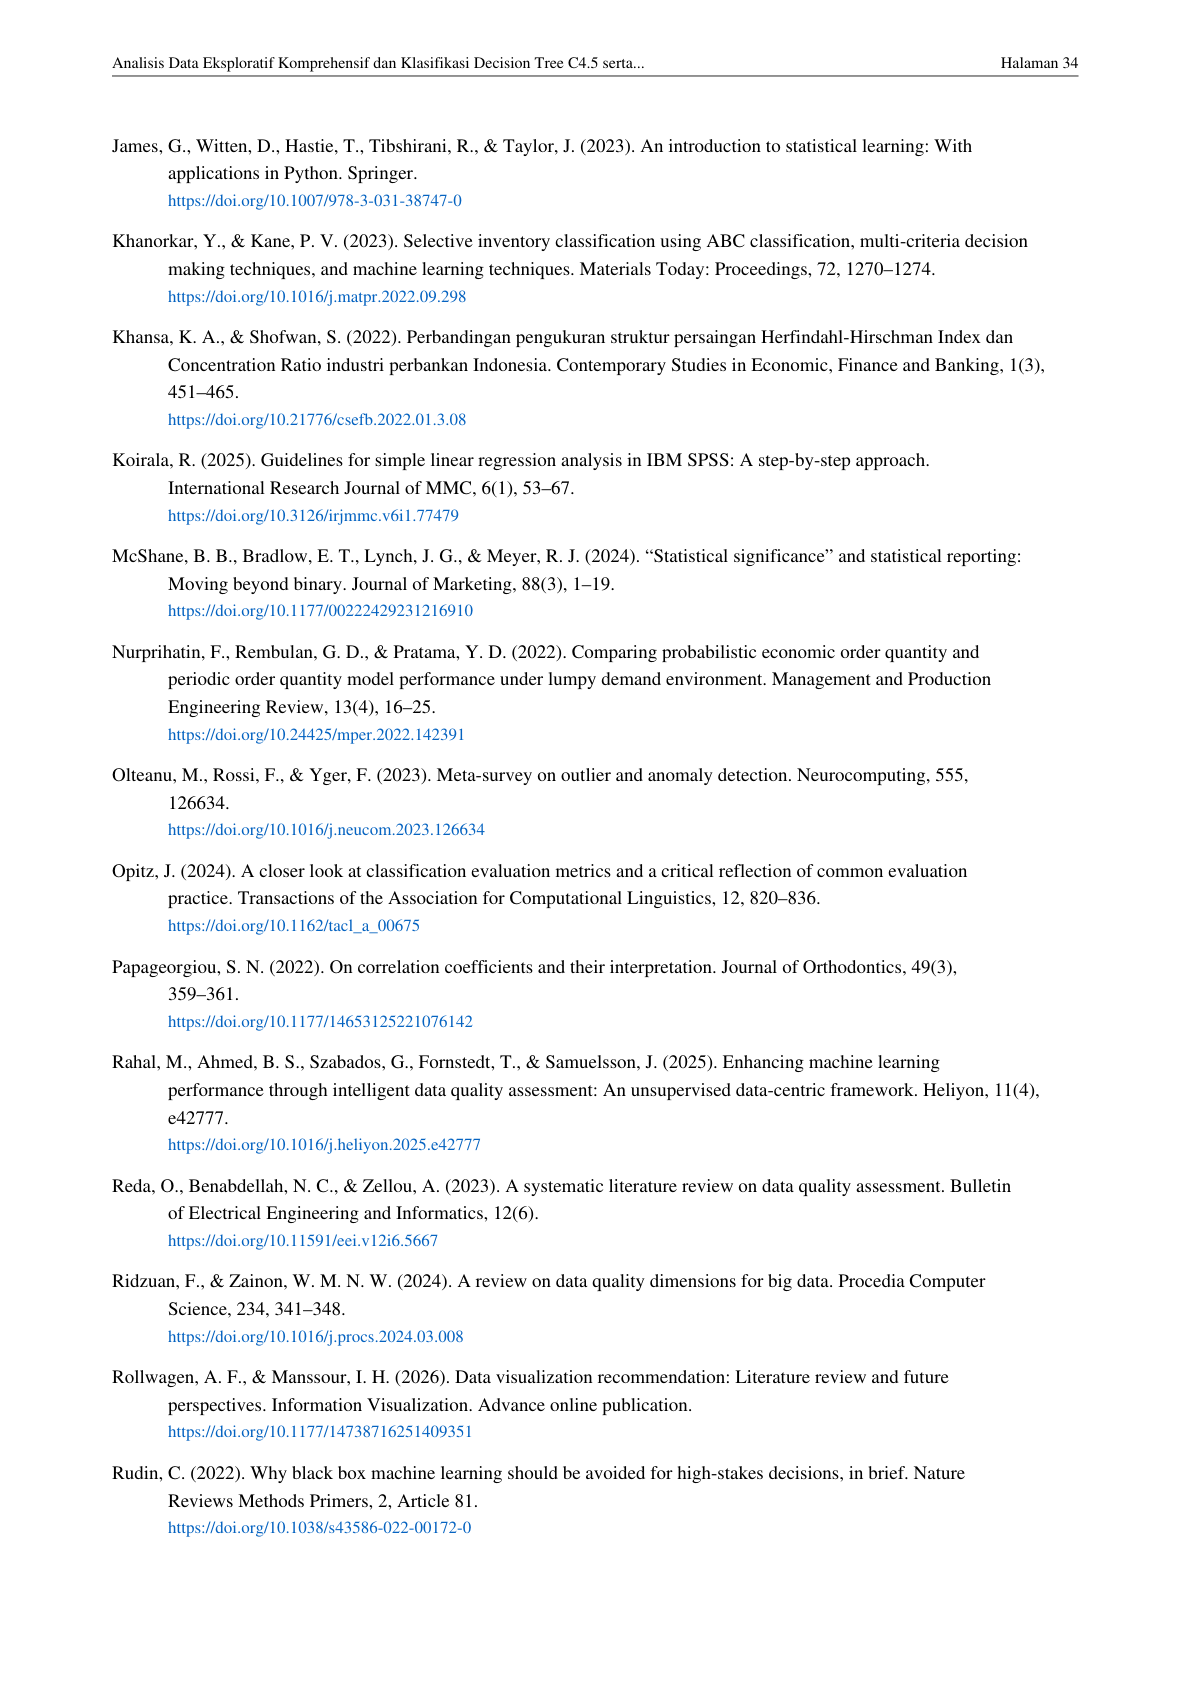 Analisis Data Eksploratif Komprehensif dan Klasifikasi Decision Tree C4.5 serta... Halaman 34
James, G., Witten, D., Hastie, T., Tibshirani, R., & Taylor, J. (2023). An introduction to statistical learning: With
applications in Python. Springer.
https://doi.org/10.1007/978-3-031-38747-0
Khanorkar, Y., & Kane, P. V. (2023). Selective inventory classification using ABC classification, multi-criteria decision
making techniques, and machine learning techniques. Materials Today: Proceedings, 72, 1270–1274.
https://doi.org/10.1016/j.matpr.2022.09.298
Khansa, K. A., & Shofwan, S. (2022). Perbandingan pengukuran struktur persaingan Herfindahl-Hirschman Index dan
Concentration Ratio industri perbankan Indonesia. Contemporary Studies in Economic, Finance and Banking, 1(3),
451–465.
https://doi.org/10.21776/csefb.2022.01.3.08
Koirala, R. (2025). Guidelines for simple linear regression analysis in IBM SPSS: A step-by-step approach.
International Research Journal of MMC, 6(1), 53–67.
https://doi.org/10.3126/irjmmc.v6i1.77479
McShane, B. B., Bradlow, E. T., Lynch, J. G., & Meyer, R. J. (2024). “Statistical significance” and statistical reporting:
Moving beyond binary. Journal of Marketing, 88(3), 1–19.
https://doi.org/10.1177/00222429231216910
Nurprihatin, F., Rembulan, G. D., & Pratama, Y. D. (2022). Comparing probabilistic economic order quantity and
periodic order quantity model performance under lumpy demand environment. Management and Production
Engineering Review, 13(4), 16–25.
https://doi.org/10.24425/mper.2022.142391
Olteanu, M., Rossi, F., & Yger, F. (2023). Meta-survey on outlier and anomaly detection. Neurocomputing, 555,
126634.
https://doi.org/10.1016/j.neucom.2023.126634
Opitz, J. (2024). A closer look at classification evaluation metrics and a critical reflection of common evaluation
practice. Transactions of the Association for Computational Linguistics, 12, 820–836.
https://doi.org/10.1162/tacl_a_00675
Papageorgiou, S. N. (2022). On correlation coefficients and their interpretation. Journal of Orthodontics, 49(3),
359–361.
https://doi.org/10.1177/14653125221076142
Rahal, M., Ahmed, B. S., Szabados, G., Fornstedt, T., & Samuelsson, J. (2025). Enhancing machine learning
performance through intelligent data quality assessment: An unsupervised data-centric framework. Heliyon, 11(4),
e42777.
https://doi.org/10.1016/j.heliyon.2025.e42777
Reda, O., Benabdellah, N. C., & Zellou, A. (2023). A systematic literature review on data quality assessment. Bulletin
of Electrical Engineering and Informatics, 12(6).
https://doi.org/10.11591/eei.v12i6.5667
Ridzuan, F., & Zainon, W. M. N. W. (2024). A review on data quality dimensions for big data. Procedia Computer
Science, 234, 341–348.
https://doi.org/10.1016/j.procs.2024.03.008
Rollwagen, A. F., & Manssour, I. H. (2026). Data visualization recommendation: Literature review and future
perspectives. Information Visualization. Advance online publication.
https://doi.org/10.1177/14738716251409351
Rudin, C. (2022). Why black box machine learning should be avoided for high-stakes decisions, in brief. Nature
Reviews Methods Primers, 2, Article 81.
https://doi.org/10.1038/s43586-022-00172-0